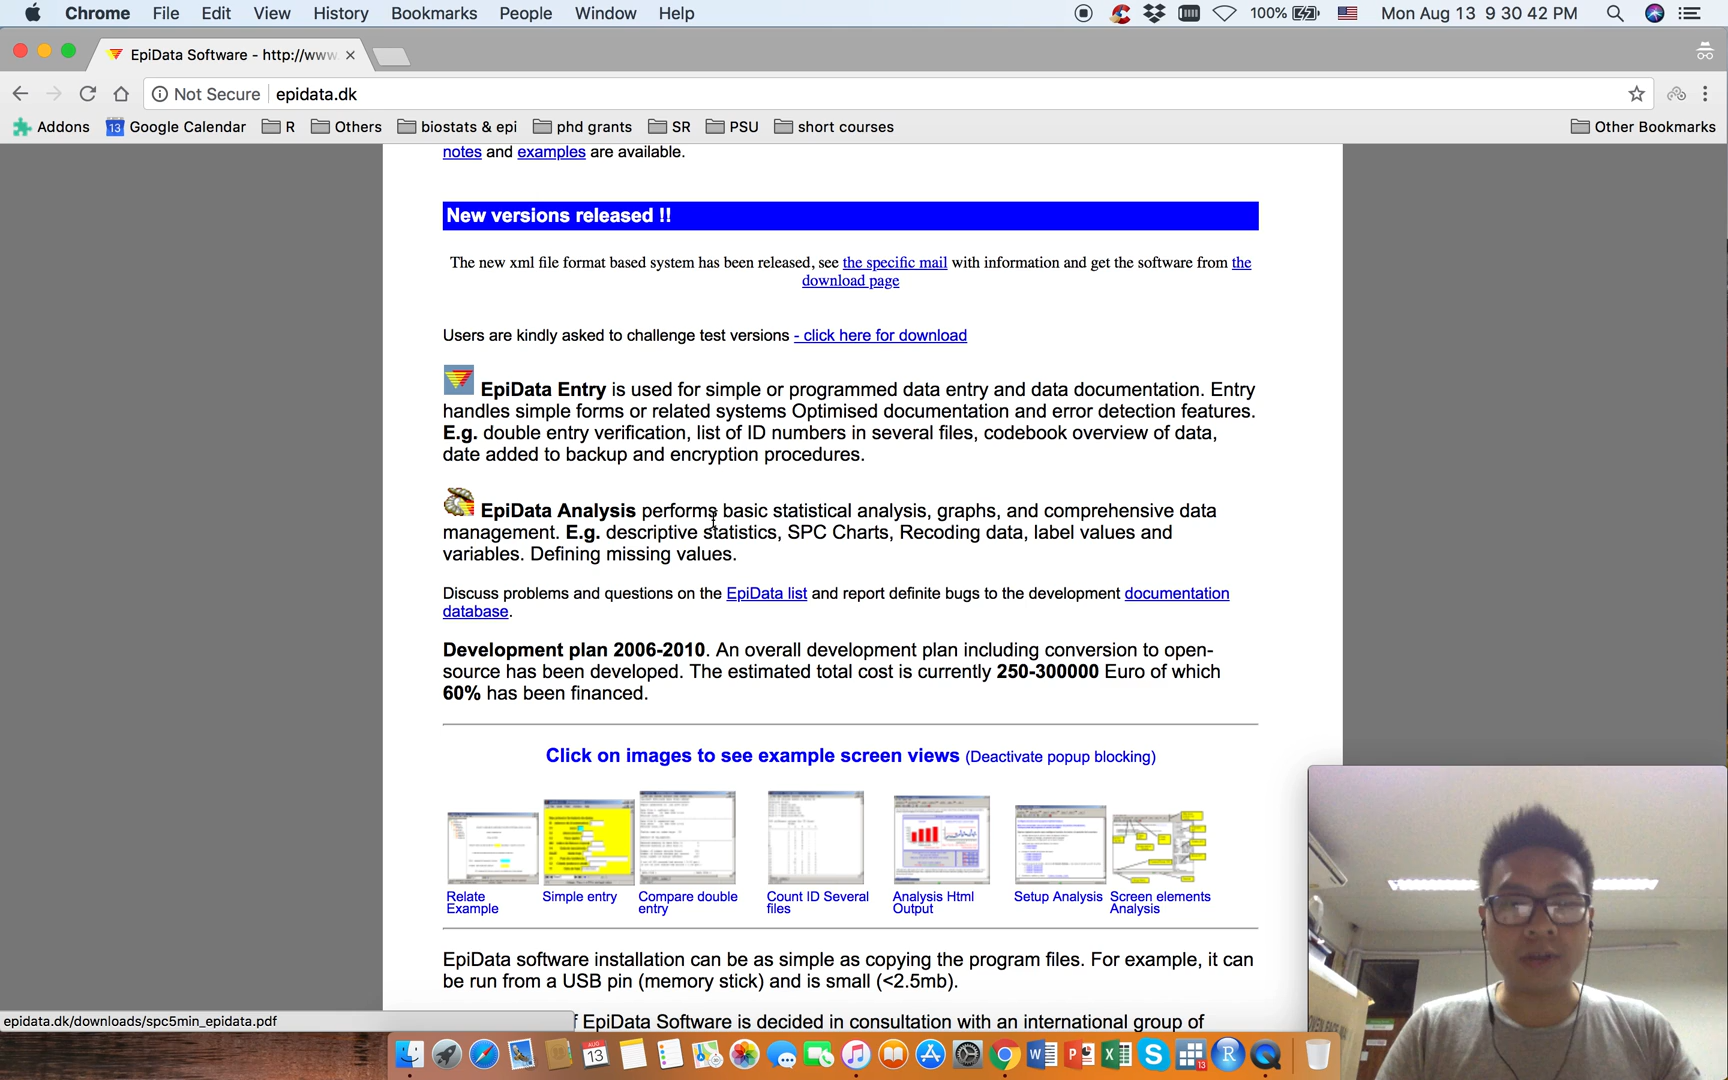 Chrome File Edit View History Bookmarks People Window Help 100% Mon Aug 13 9 30 42 PM
EpiData Software - http://www.
Not Secure epidata.dk
Addons 13 Google Calendar R Others biostats & epi phd grants SR PSU short courses Other Bookmarks
notes and examples are available.
New versions released !!
The new xml file format based system has been released, see the specific mail with information and get the software from the
download page
Users are kindly asked to challenge test versions - click here for download
EpiData Entry is used for simple or programmed data entry and data documentation. Entry
handles simple forms or related systems Optimised documentation and error detection features.
E.g. double entry verification, list of ID numbers in several files, codebook overview of data,
date added to backup and encryption procedures.
EpiData Analysis performs basic statistical analysis, graphs, and comprehensive data
management. E.g. descriptive statistics, SPC Charts, Recoding data, label values and
variables. Defining missing values.
Discuss problems and questions on the EpiData list and report definite bugs to the development documentation
database.
Development plan 2006-2010. An overall development plan including conversion to open-
source has been developed. The estimated total cost is currently 250-300000 Euro of which
60% has been financed.
Click on images to see example screen views (Deactivate popup blocking)
Relate Example
Simple entry
Compare double entry
Count ID Several files
Analysis Html Output
Setup Analysis
Screen elements Analysis
EpiData software installation can be as simple as copying the program files. For example, it can
be run from a USB pin (memory stick) and is small (<2.5mb).
epidata.dk/downloads/spc5min_epidata.pdf
EpiData Software is decided in consultation with an international group of
AUG
13